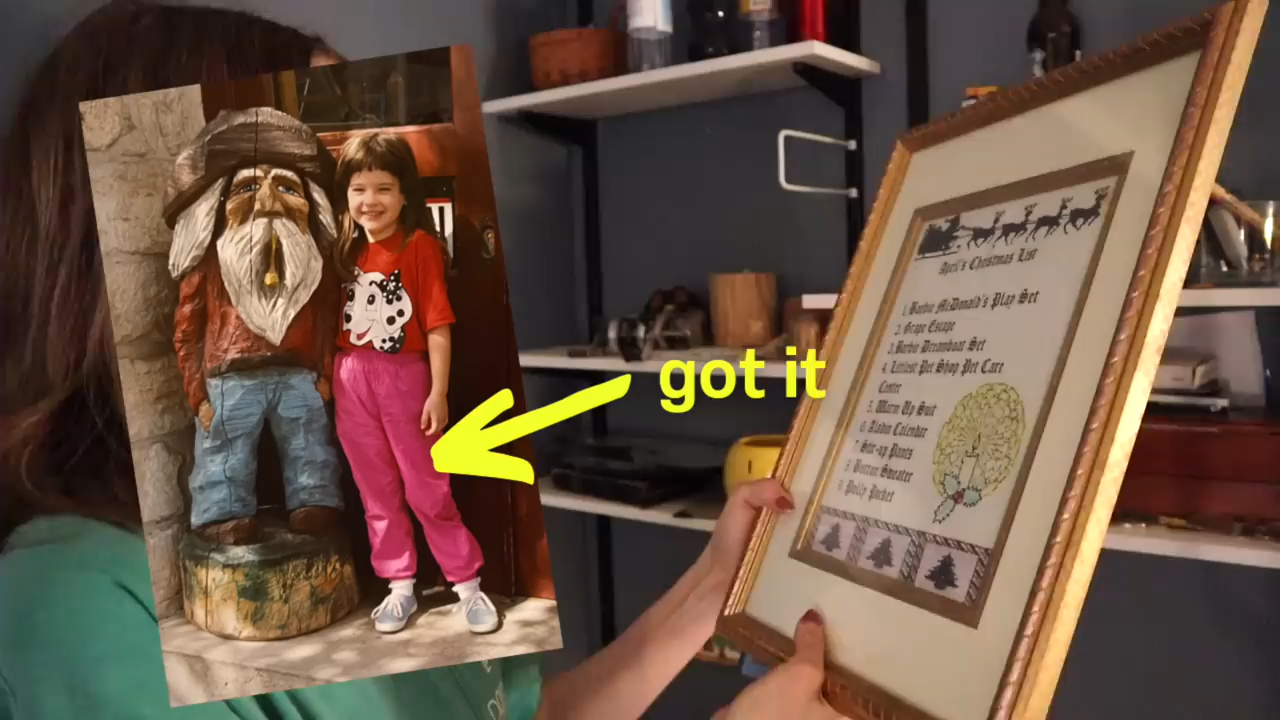 got it
April's Christmas List
1. Barbie McDonald's Play Set
2. Grape Escape
3. Barbie Dreamboat Set
4. Littlest Pet Shop Pet Care
Center
5. Warm Up Suit
6. Aladin Calendar
7. Stir-up Pants
8. Button Sweater
9. Polly Pocket